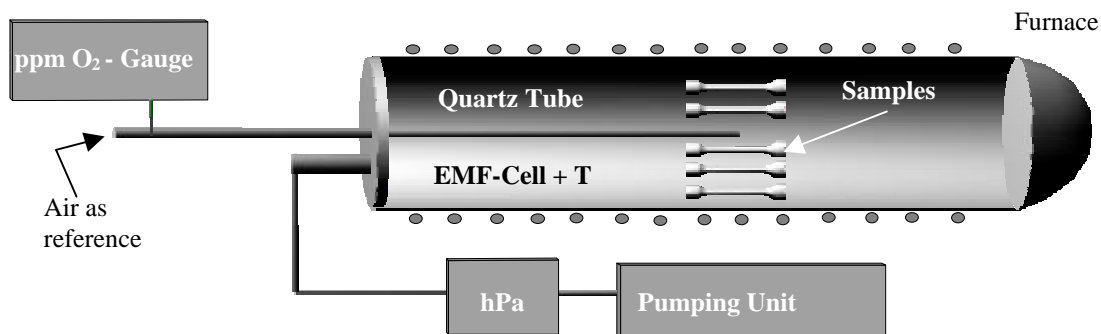 Furnace
ppm O₂ - Gauge
Quartz Tube
Samples
EMF-Cell + T
Air as
reference
hPa
Pumping Unit